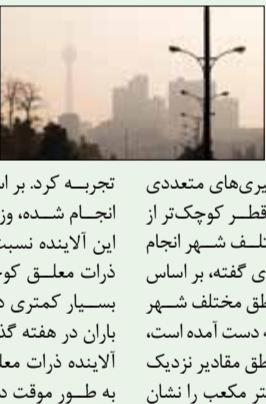 یری‌های متعددی
قطر کوچک‌تر از
تلف شهر انجام
ی گفته، بر اساس
طق مختلف شهر
ه دست آمده است،
طق مقادیر نزدیک
تر مکعب را نشان
تجربه کرد. بر اس
انجام شده، وز
این آلاینده نسبت
ذرات معلق کو
بسیار کمتری د
باران در هفته گذ
آلاینده ذرات معل
به طور موقت د